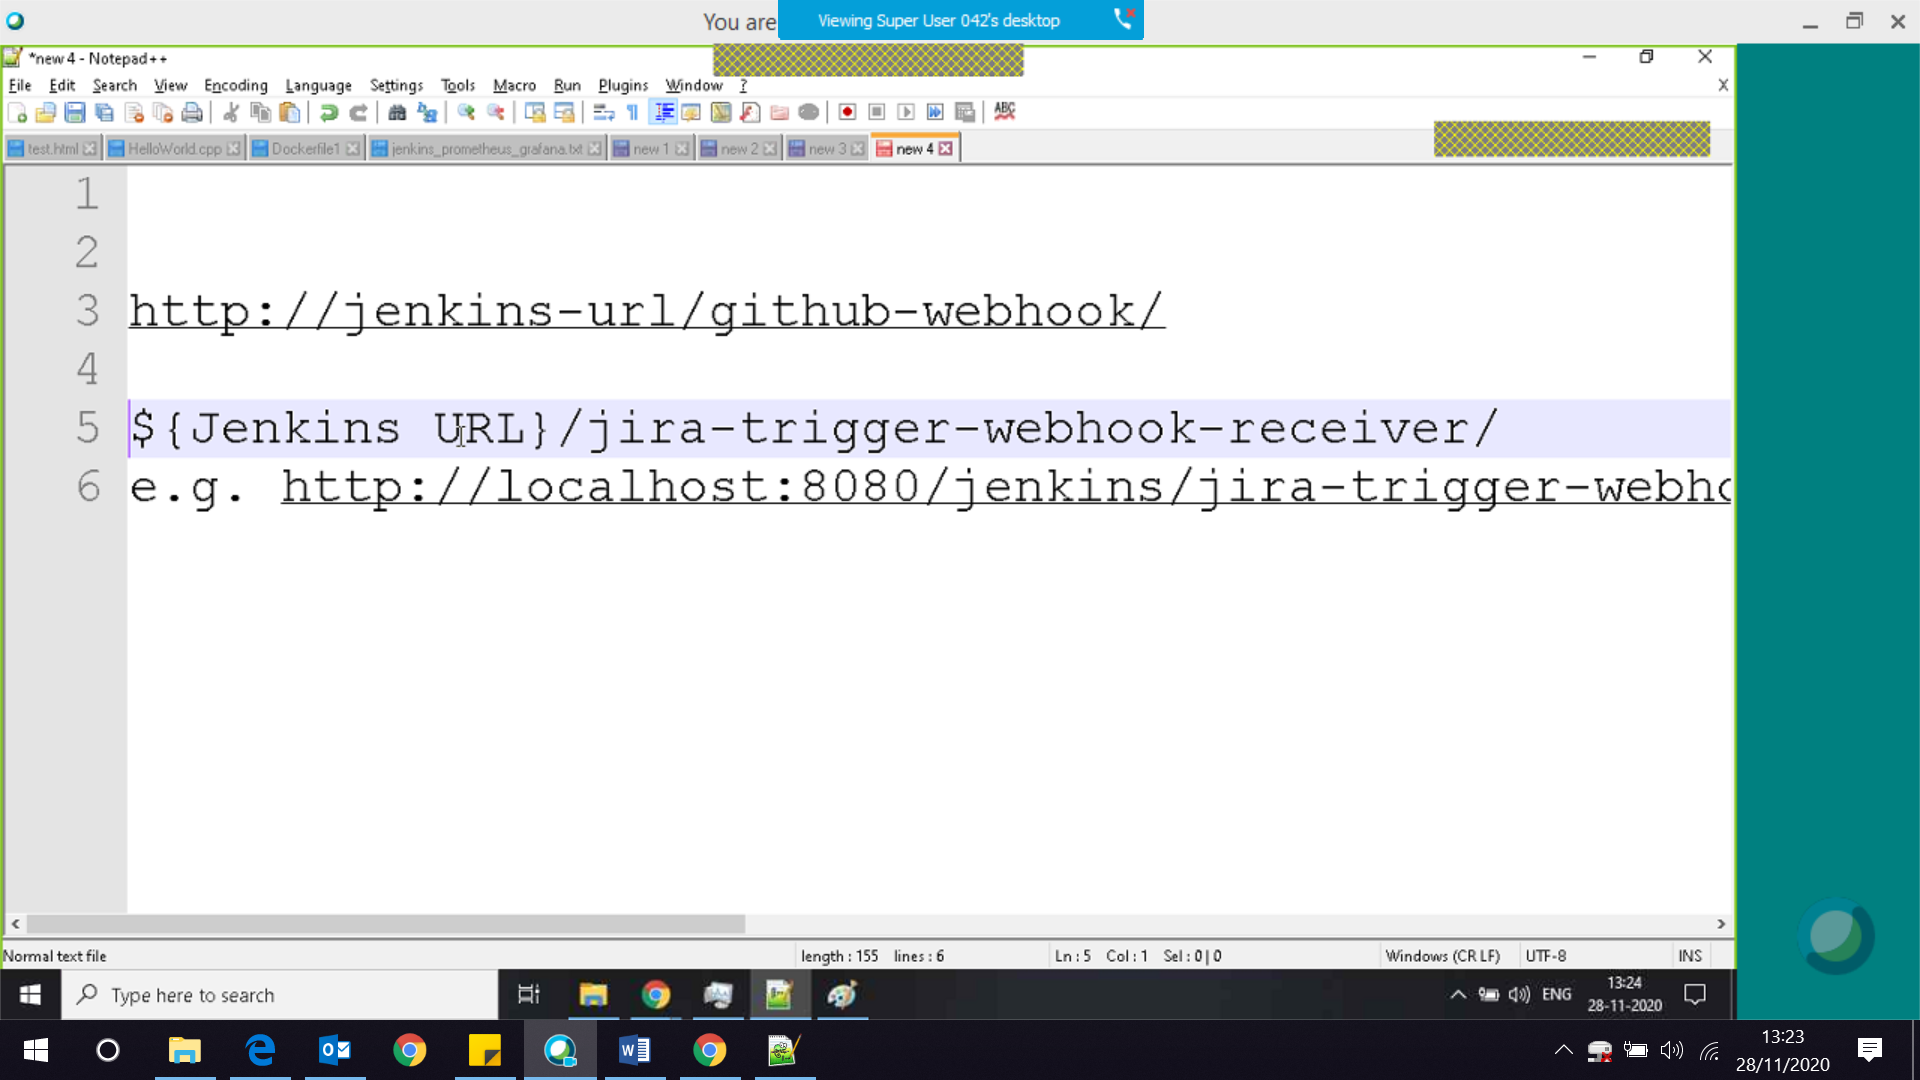 You are
Viewing Super User 042's desktop
*new 4 - Notepad++
File Edit Search View Encoding Language Settings Tools Macro Run Plugins Window ?
test.html HelloWorld.cpp Dockerfile1 jenkins_prometheus_grafana.txt new 1 new 2 new 3 new 4
1
2
3 http://jenkins-url/github-webhook/
4
5 ${Jenkins URL}/jira-trigger-webhook-receiver/
6 e.g. http://localhost:8080/jenkins/jira-trigger-webho
Normal text file length : 155 lines : 6 Ln : 5 Col : 1 Sel : 0 | 0 Windows (CR LF) UTF-8 INS
Type here to search
ENG
13:24
28-11-2020
13:23
28/11/2020